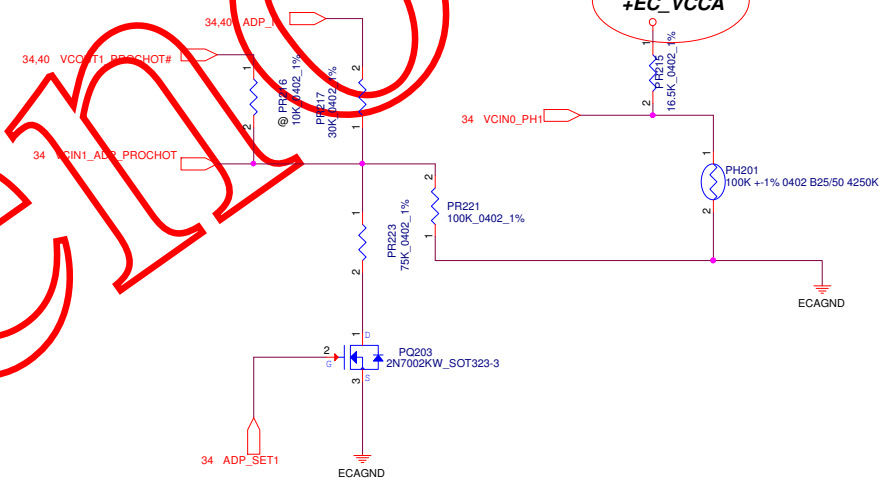 +EC_VCCA
34,40 ADP_I
34,40 VCOUT1_PROCHOT#
1
2
@ PR216
10K_0402_1%
2
1
PR217
30K_0402_1%
1
2
PR215
16.5K_0402_1%
34 VCIN0_PH1
34 VCIN1_ADP_PROCHOT
1
2
PH201
100K +-1% 0402 B25/50 4250K
2
1
PR221
100K_0402_1%
1
2
PR223
75K_0402_1%
ECAGND
1
D
2
G
3
S
PQ203
2N7002KW_SOT323-3
34 ADP_SET1
ECAGND